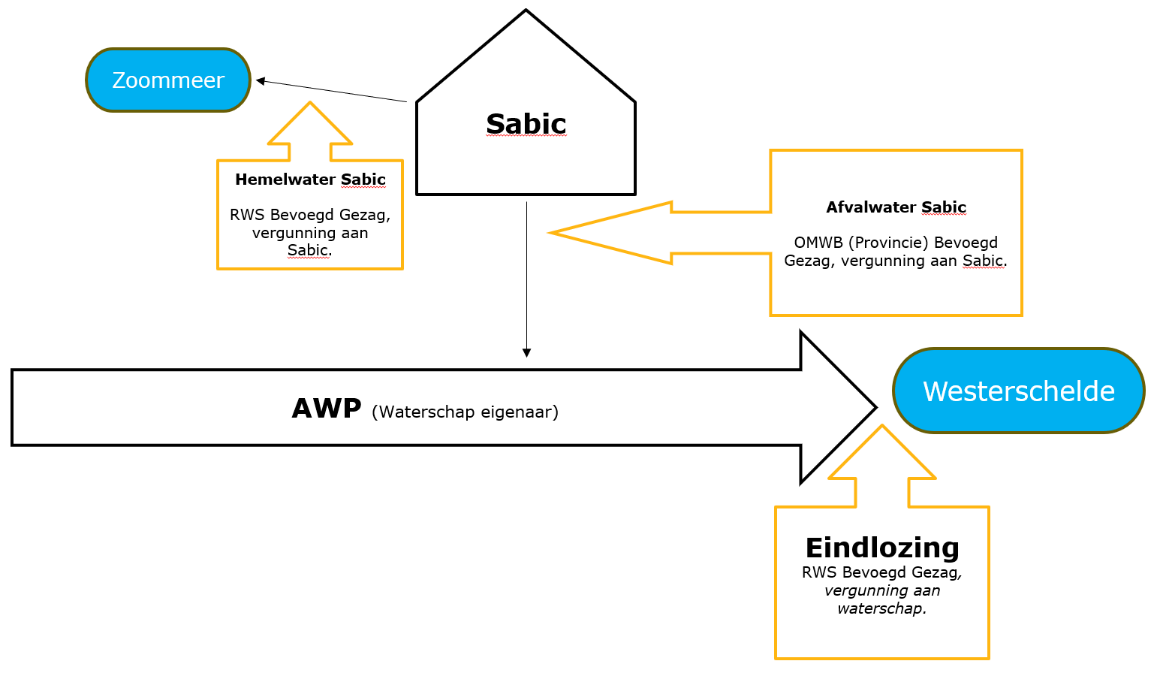 Zoommeer
Sabic
Hemelwater Sabic
RWS Bevoegd Gezag,
vergunning aan
Sabic.
Afvalwater Sabic
OMWB (Provincie) Bevoegd
Gezag, vergunning aan Sabic.
AWP (Waterschap eigenaar)
Westerschelde
Eindlozing
RWS Bevoegd Gezag,
vergunning aan
waterschap.